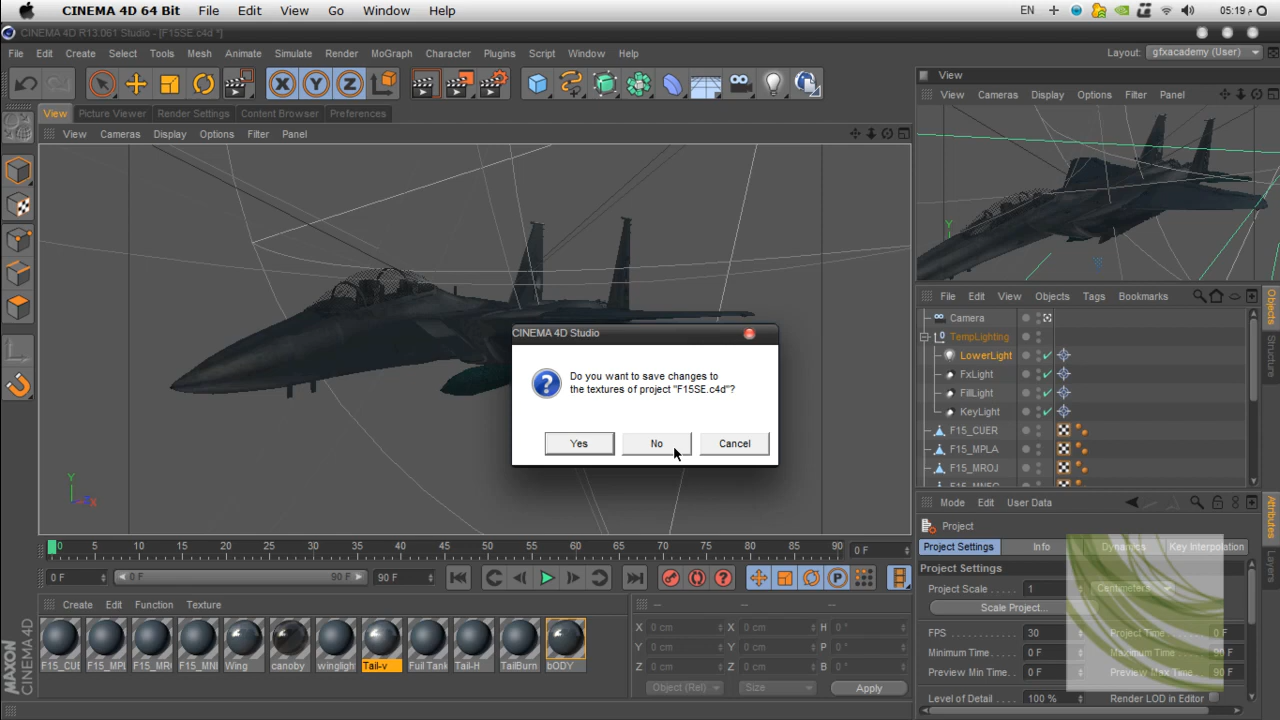 CINEMA 4D 64 Bit File Edit View Go Window Help EN 05:19 م
CINEMA 4D R13.061 Studio - [F15SE.c4d *]
File Edit Create Select Tools Mesh Animate Simulate Render MoGraph Character Plugins Script Window Help Layout: gfxacademy (User)
X Y Z
View
View Picture Viewer Render Settings Content Browser Preferences
View Cameras Display Options Filter Panel
View Cameras Display Options Filter Panel
Y
X
Y
CINEMA 4D Studio
Do you want to save changes to
the textures of project "F15SE.c4d"?
Yes No Cancel
File Edit View Objects Tags Bookmarks
Camera
TempLighting
LowerLight
FxLight
FillLight
KeyLight
F15_CUER
F15_MPLA
F15_MROJ
Objects
Structure
Mode Edit User Data
Project
Project Settings Info Dynamics Key Interpolation
Project Settings
Project Scale 1 Centimeters
Scale Project...
FPS 30 Project Time 0 F
Minimum Time 0 F Maximum Time 90 F
Preview Min Time 0 F Preview Max Time 90 F
Level of Detail 100 % Render LOD in Editor
Attributes
Layers
0 5 10 15 20 25 30 35 40 45 50 55 60 65 70 75 80 85 90 0 F
0 F 0 F 90 F 90 F
P
Create Edit Function Texture
F15_CUE F15_MPL F15_MR F15_MN Wing canoby wingligh Tail-v Fuil Tank Tail-H TailBurn bODY
-- -- --
X 0 cm X 0 cm H 0 °
Y 0 cm Y 0 cm P 0 °
Z 0 cm Z 0 cm B 0 °
Object (Rel) Size Apply
MAXON
CINEMA 4D